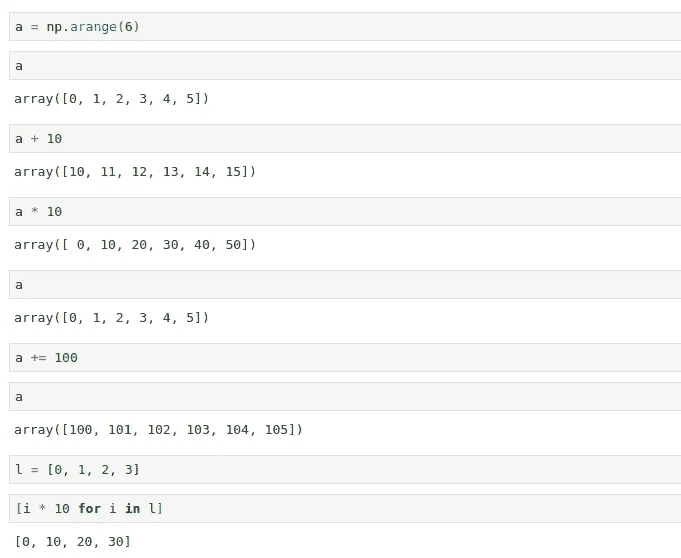 a = np.arange(6)
a
array([0, 1, 2, 3, 4, 5])
a + 10
array([10, 11, 12, 13, 14, 15])
a * 10
array([ 0, 10, 20, 30, 40, 50])
a
array([0, 1, 2, 3, 4, 5])
a += 100
a
array([100, 101, 102, 103, 104, 105])
l = [0, 1, 2, 3]
[i * 10 for i in l]
[0, 10, 20, 30]